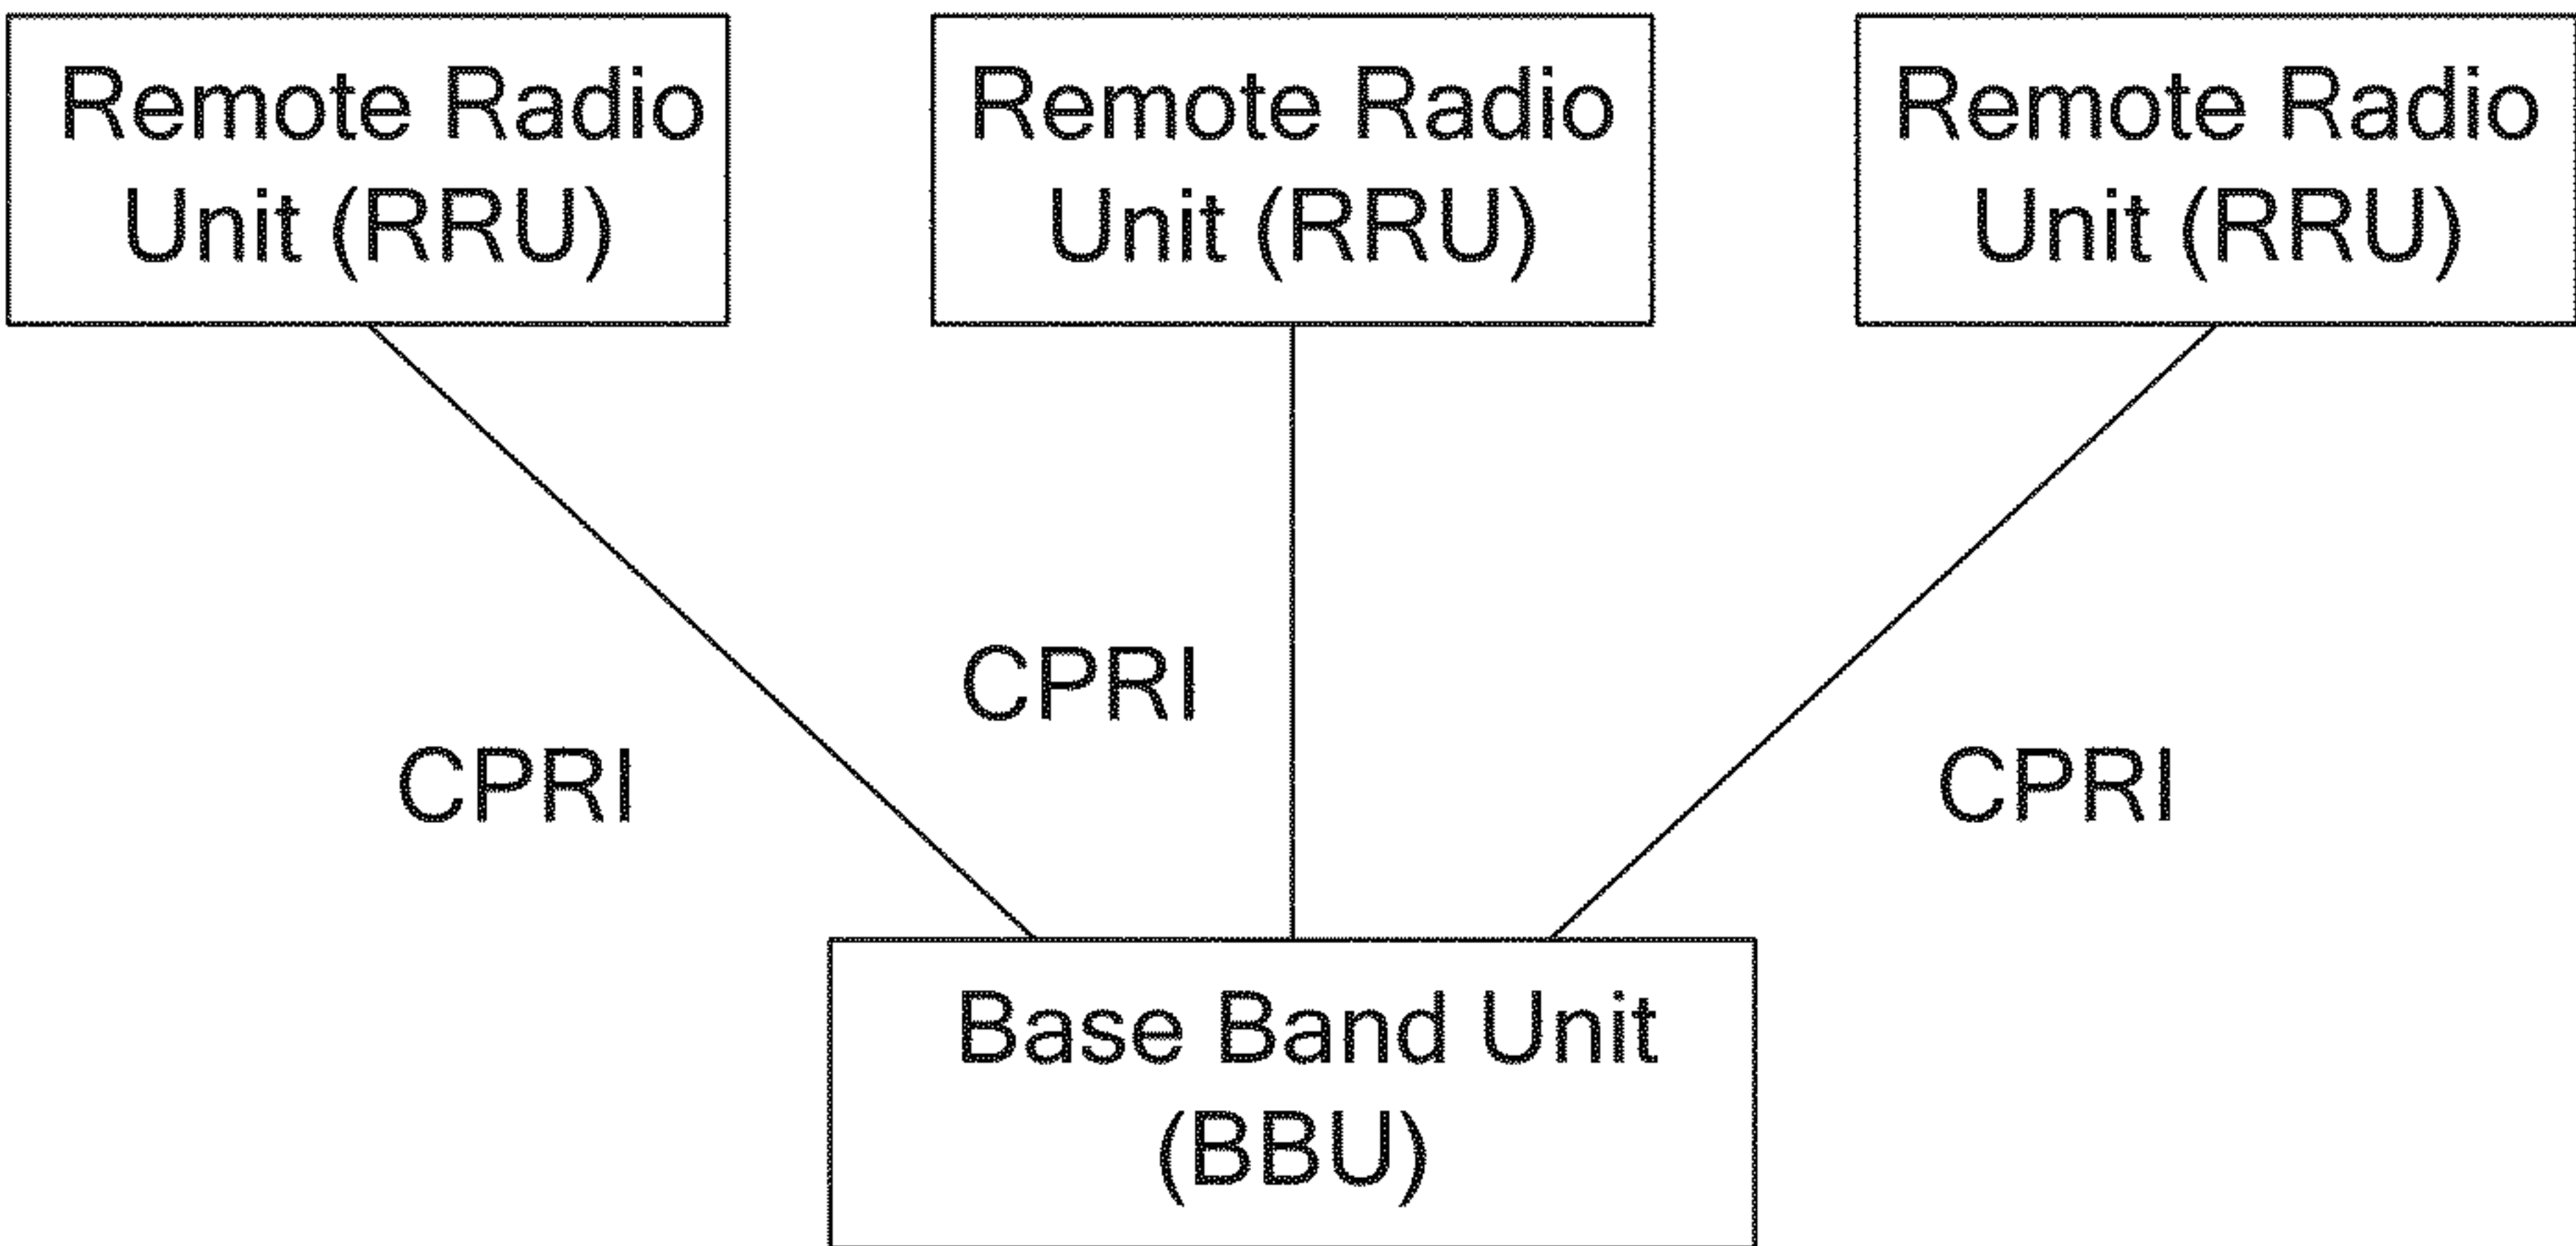 Remote Radio
Unit (RRU)
Remote Radio
Unit (RRU)
Remote Radio
Unit (RRU)
CPRI
CPRI
CPRI
Base Band Unit
(BBU)